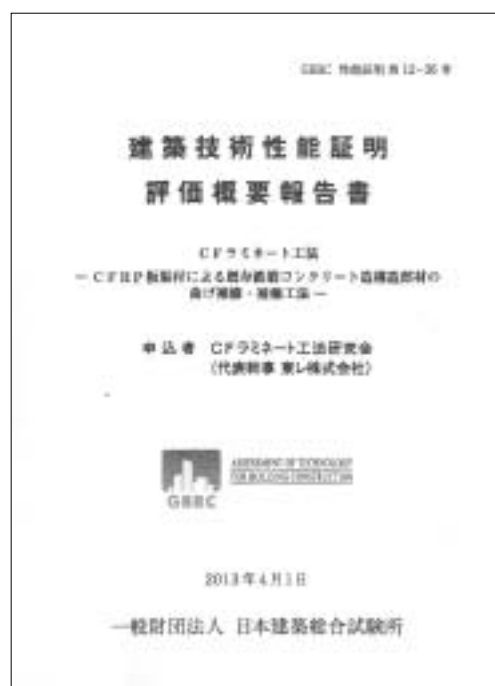 GBRC 性能証明 第12-26号
建築技術性能証明
評価概要報告書
CFラミネート工法
－CFRP板貼付による既存鉄筋コンクリート造構造部材の
曲げ補修・補強工法－
申込者 CFラミネート工法研究会
(代表幹事 東レ株式会社)
ASSESSMENT OF TECHNOLOGY
FOR BUILDING CONSTRUCTION
GBRC
2013年4月1日
一般財団法人 日本建築総合試験所